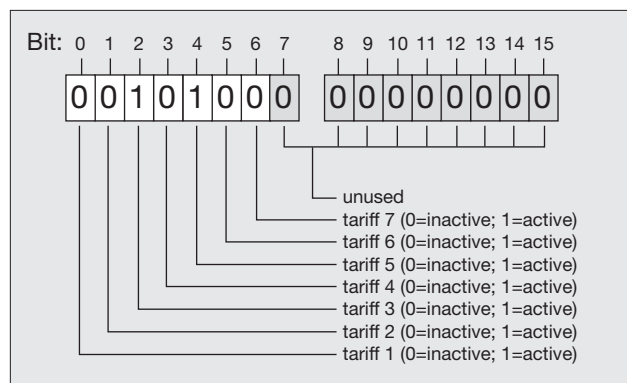 Bit: 0 1 2 3 4 5 6 7 8 9 10 11 12 13 14 15
0 0 1 0 1 0 0 0 0 0 0 0 0 0 0 0
unused
tariff 7 (0=inactive; 1=active)
tariff 6 (0=inactive; 1=active)
tariff 5 (0=inactive; 1=active)
tariff 4 (0=inactive; 1=active)
tariff 3 (0=inactive; 1=active)
tariff 2 (0=inactive; 1=active)
tariff 1 (0=inactive; 1=active)